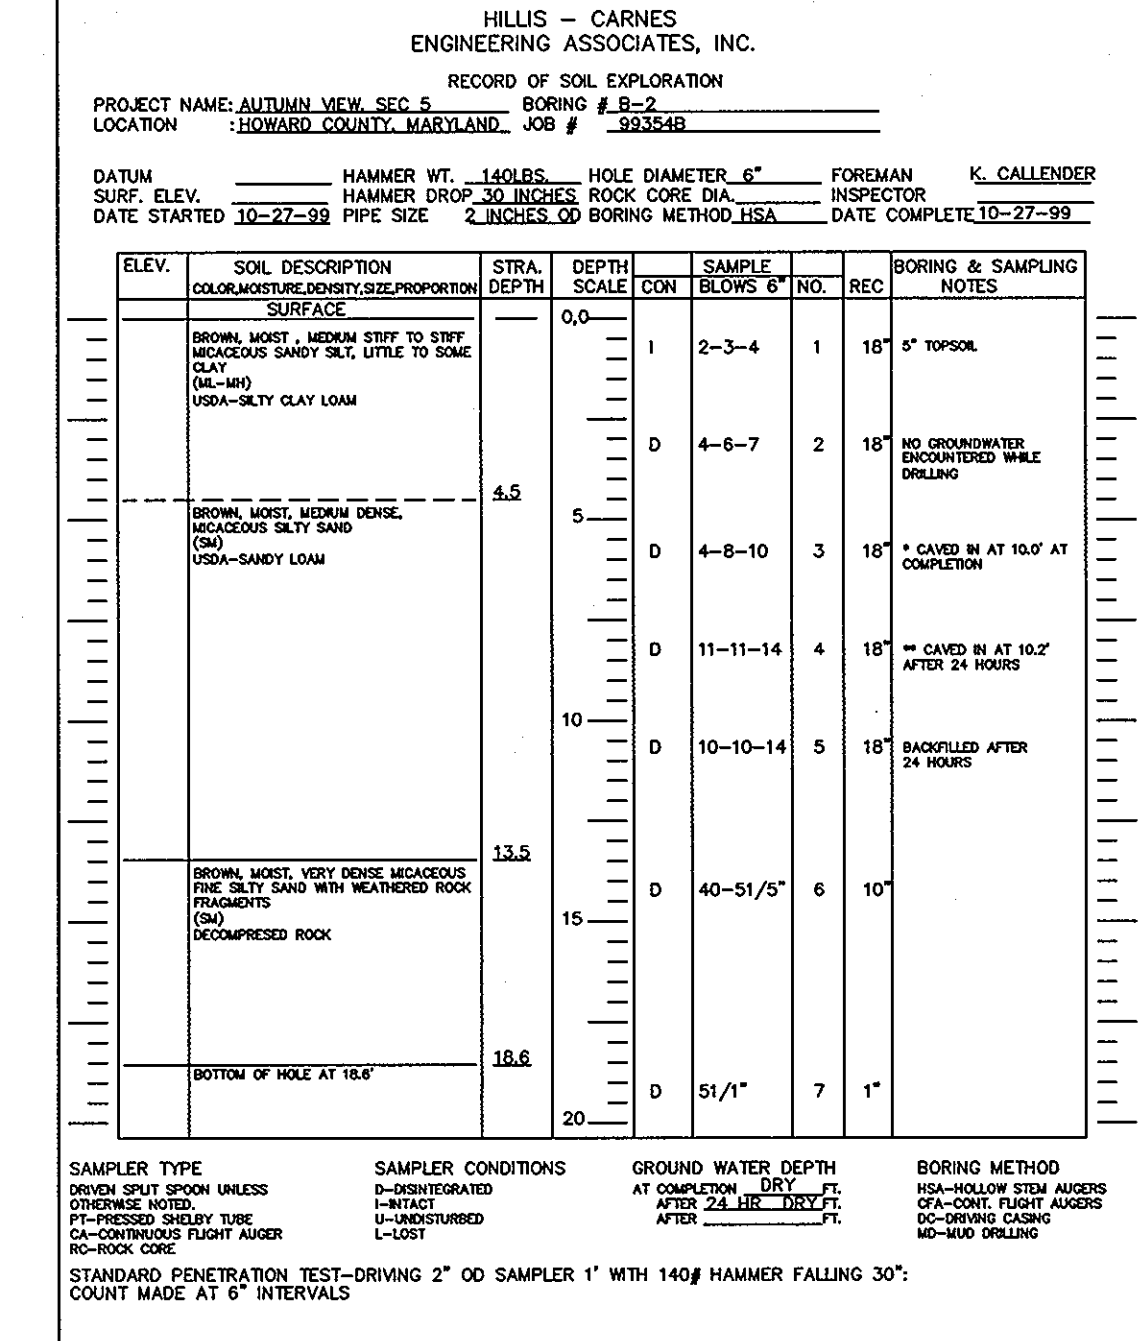 HILLIS – CARNES
ENGINEERING ASSOCIATES, INC.
RECORD OF SOIL EXPLORATION
PROJECT NAME: AUTUMN VIEW, SEC 5 BORING # B-2
LOCATION : HOWARD COUNTY, MARYLAND JOB # 99354B
DATUM HAMMER WT. 140LBS. HOLE DIAMETER 6" FOREMAN K. CALLENDER
SURF. ELEV. HAMMER DROP 30 INCHES ROCK CORE DIA. INSPECTOR
DATE STARTED 10-27-99 PIPE SIZE 2 INCHES OD BORING METHOD HSA DATE COMPLETE 10-27-99
ELEV. SOIL DESCRIPTION STRA. DEPTH SAMPLE BORING & SAMPLING
COLOR,MOISTURE,DENSITY,SIZE,PROPORTION DEPTH SCALE CON BLOWS 6" NO. REC NOTES
SURFACE 0,0
BROWN, MOIST , MEDIUM STIFF TO STIFF
MICACEOUS SANDY SILT, LITTLE TO SOME
CLAY
(ML-MH)
USDA-SILTY CLAY LOAM
I 2-3-4 1 18" 5" TOPSOIL
D 4-6-7 2 18" NO GROUNDWATER
ENCOUNTERED WHILE
DRILLING
4.5
BROWN, MOIST, MEDIUM DENSE,
MICACEOUS SILTY SAND
(SM)
USDA-SANDY LOAM
5
D 4-8-10 3 18" * CAVED IN AT 10.0' AT
COMPLETION
D 11-11-14 4 18" ** CAVED IN AT 10.2'
AFTER 24 HOURS
10
D 10-10-14 5 18" BACKFILLED AFTER
24 HOURS
13.5
BROWN, MOIST, VERY DENSE MICACEOUS
FINE SILTY SAND WITH WEATHERED ROCK
FRAGMENTS
(SM)
DECOMPRESED ROCK
D 40-51/5" 6 10"
15
18.6
BOTTOM OF HOLE AT 18.6'
D 51/1" 7 1"
20
SAMPLER TYPE
DRIVEN SPLIT SPOON UNLESS
OTHERWISE NOTED.
PT-PRESSED SHELBY TUBE
CA-CONTINUOUS FLIGHT AUGER
RC-ROCK CORE
SAMPLER CONDITIONS
D-DISINTEGRATED
I-INTACT
U-UNDISTURBED
L-LOST
GROUND WATER DEPTH
AT COMPLETION DRY FT.
AFTER 24 HR DRY FT.
AFTER FT.
BORING METHOD
HSA-HOLLOW STEM AUGERS
CFA-CONT. FLIGHT AUGERS
DC-DRIVING CASING
MD-MUD DRILLING
STANDARD PENETRATION TEST-DRIVING 2" OD SAMPLER 1' WITH 140# HAMMER FALLING 30":
COUNT MADE AT 6" INTERVALS